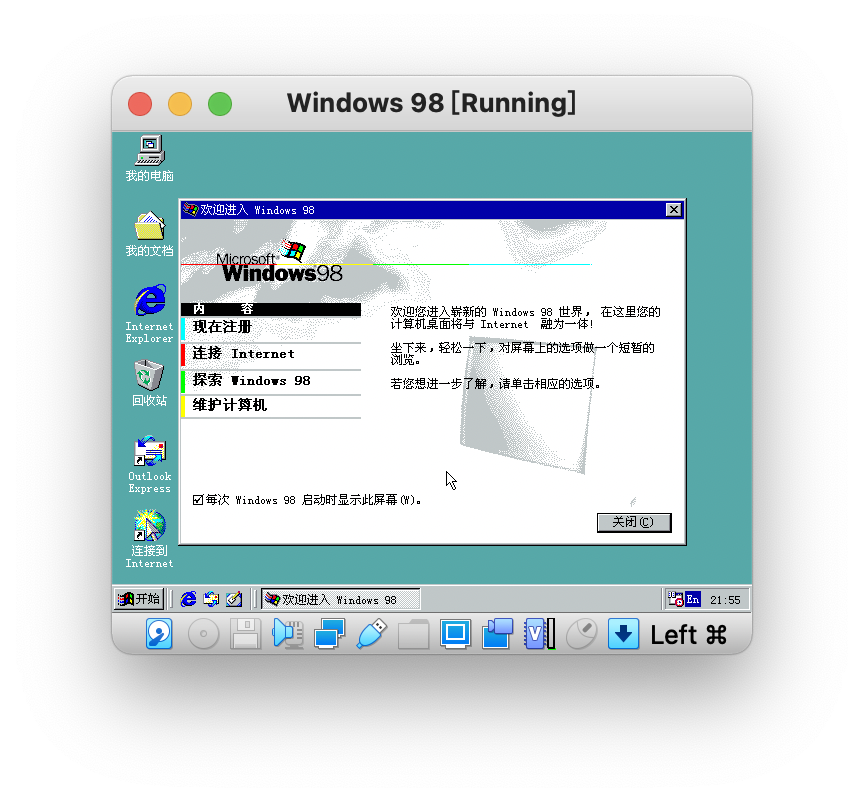 Windows 98 [Running]
我的电脑
我的文档
Internet
Explorer
回收站
Outlook
Express
连接到
Internet
欢迎进入 Windows 98
Microsoft
Windows98
内 容
现在注册
连接 Internet
探索 Windows 98
维护计算机
欢迎您进入崭新的 Windows 98 世界， 在这里您的
计算机桌面将与 Internet 融为一体!
坐下来，轻松一下，对屏幕上的选项做一个短暂的
浏览。
若您想进一步了解，请单击相应的选项。
每次 Windows 98 启动时显示此屏幕(W)。
关闭(C)
开始
欢迎进入 Windows 98
En
21:55
V
Left ⌘